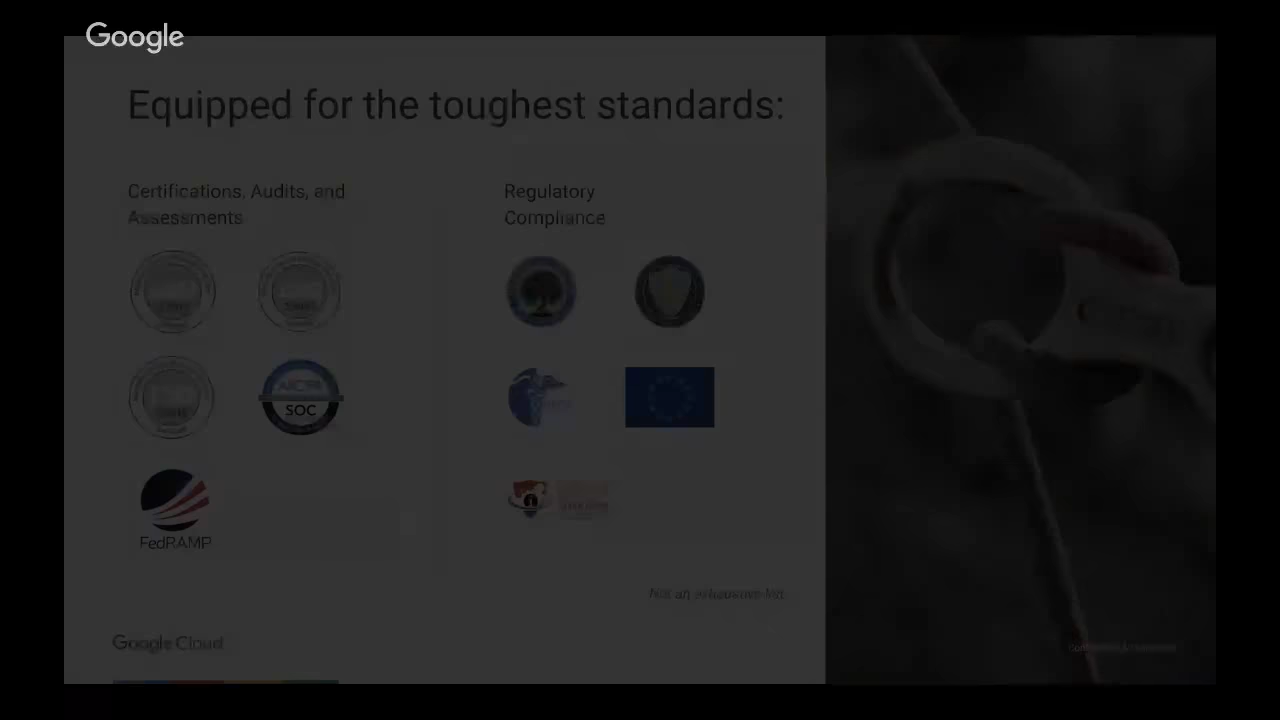 Google
Equipped for the toughest standards:
Certifications, Audits, and
Assessments
Regulatory
Compliance
AICPA
SOC
FedRAMP
Not an exhaustive list
Google Cloud